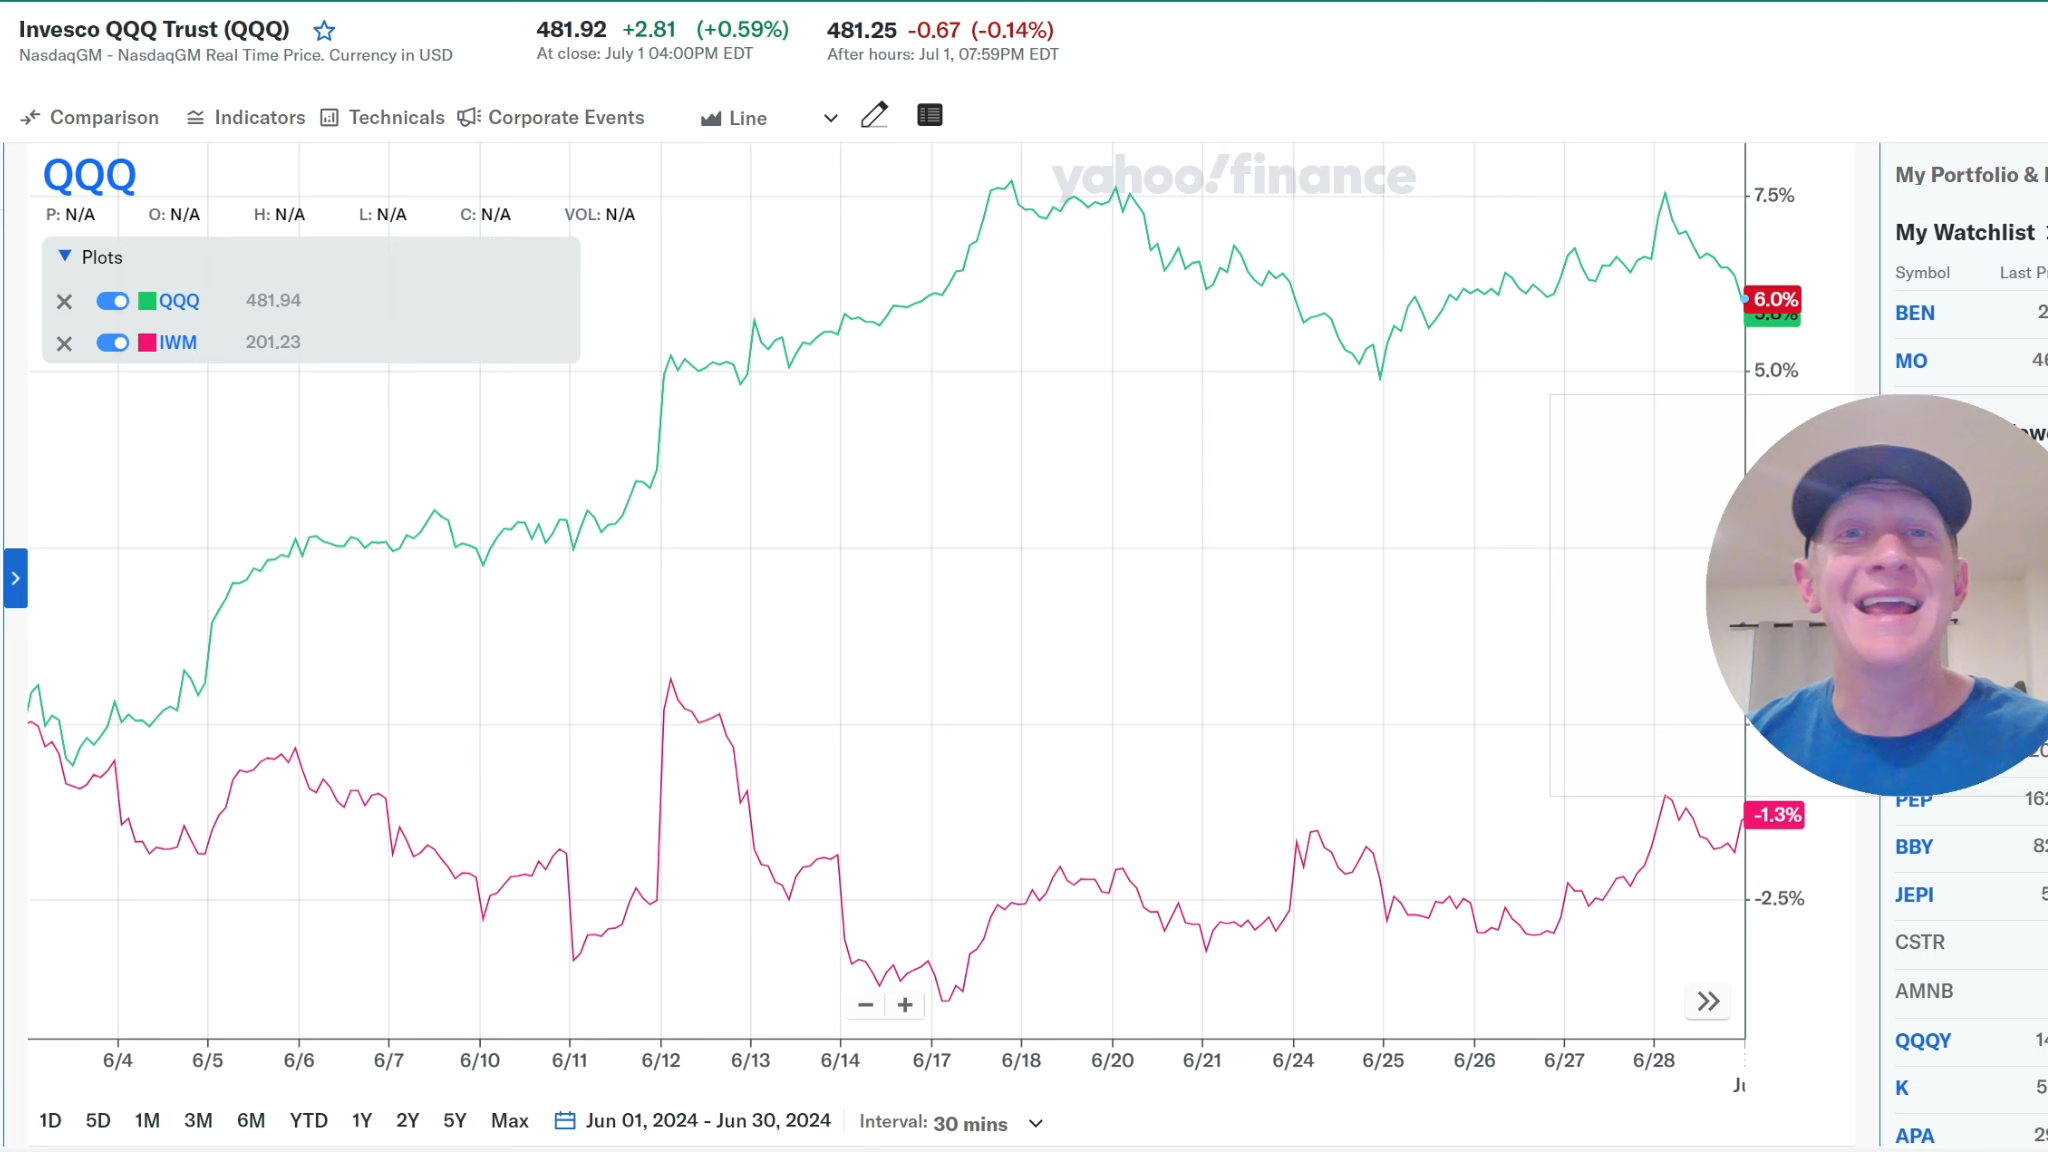 Invesco QQQ Trust (QQQ)
NasdaqGM - NasdaqGM Real Time Price. Currency in USD
481.92 +2.81 (+0.59%)
At close: July 1 04:00PM EDT
481.25 -0.67 (-0.14%)
After hours: Jul 1, 07:59PM EDT
Comparison Indicators Technicals Corporate Events Line
QQQ
yahoo!finance
P: N/A O: N/A H: N/A L: N/A C: N/A VOL: N/A
Plots
QQQ 481.94
IWM 201.23
7.5%
6.0%
5.8%
5.0%
-1.3%
-2.5%
6/4 6/5 6/6 6/7 6/10 6/11 6/12 6/13 6/14 6/17 6/18 6/20 6/21 6/24 6/25 6/26 6/27 6/28
1D 5D 1M 3M 6M YTD 1Y 2Y 5Y Max Jun 01, 2024 - Jun 30, 2024 Interval: 30 mins
My Portfolio &
My Watchlist
Symbol Last
BEN
MO
PEP
BBY
JEPI
CSTR
AMNB
QQQY
K
APA